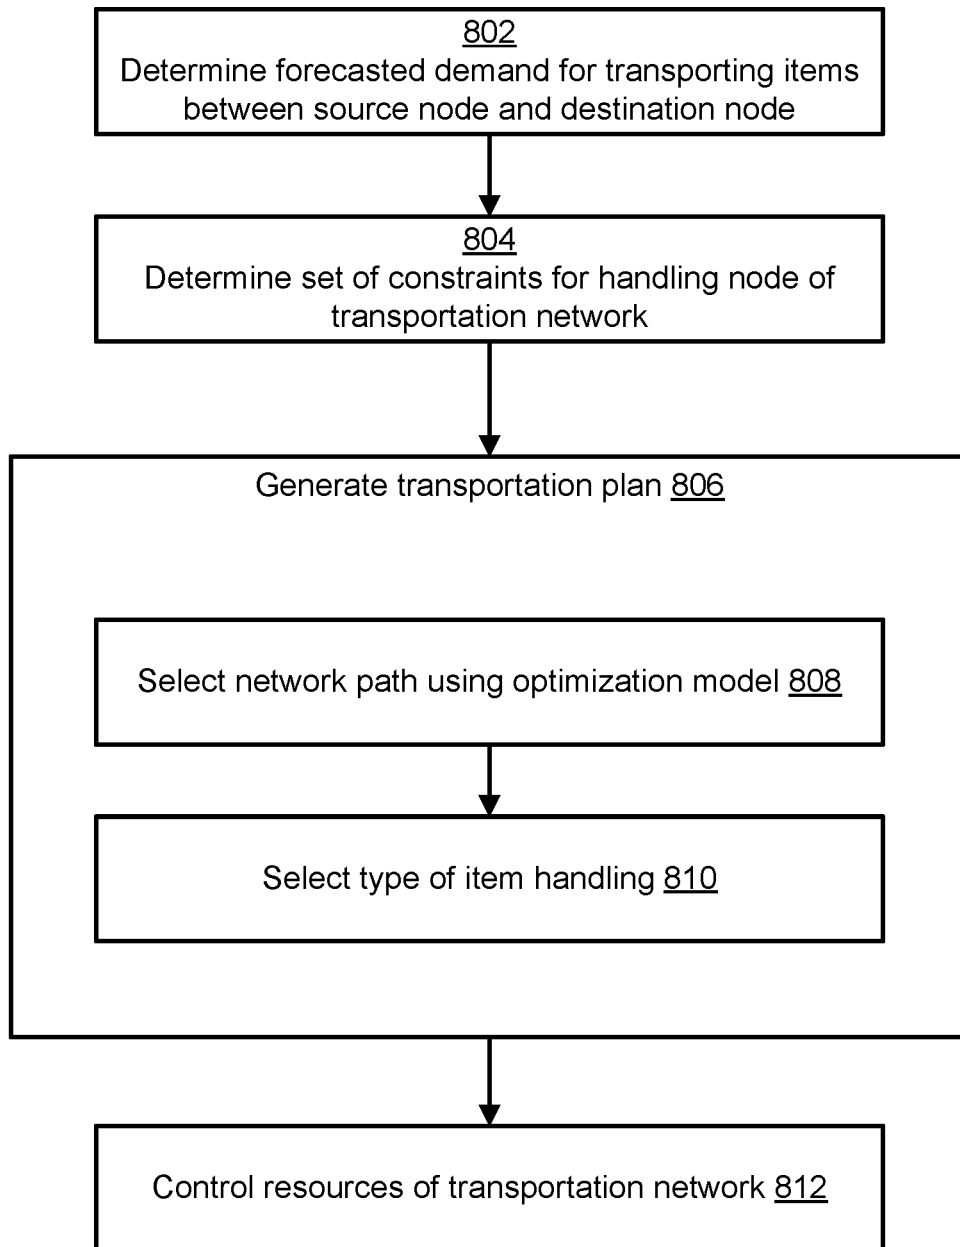 802
Determine forecasted demand for transporting items
between source node and destination node
804
Determine set of constraints for handling node of
transportation network
Generate transportation plan 806
Select network path using optimization model 808
Select type of item handling 810
Control resources of transportation network 812